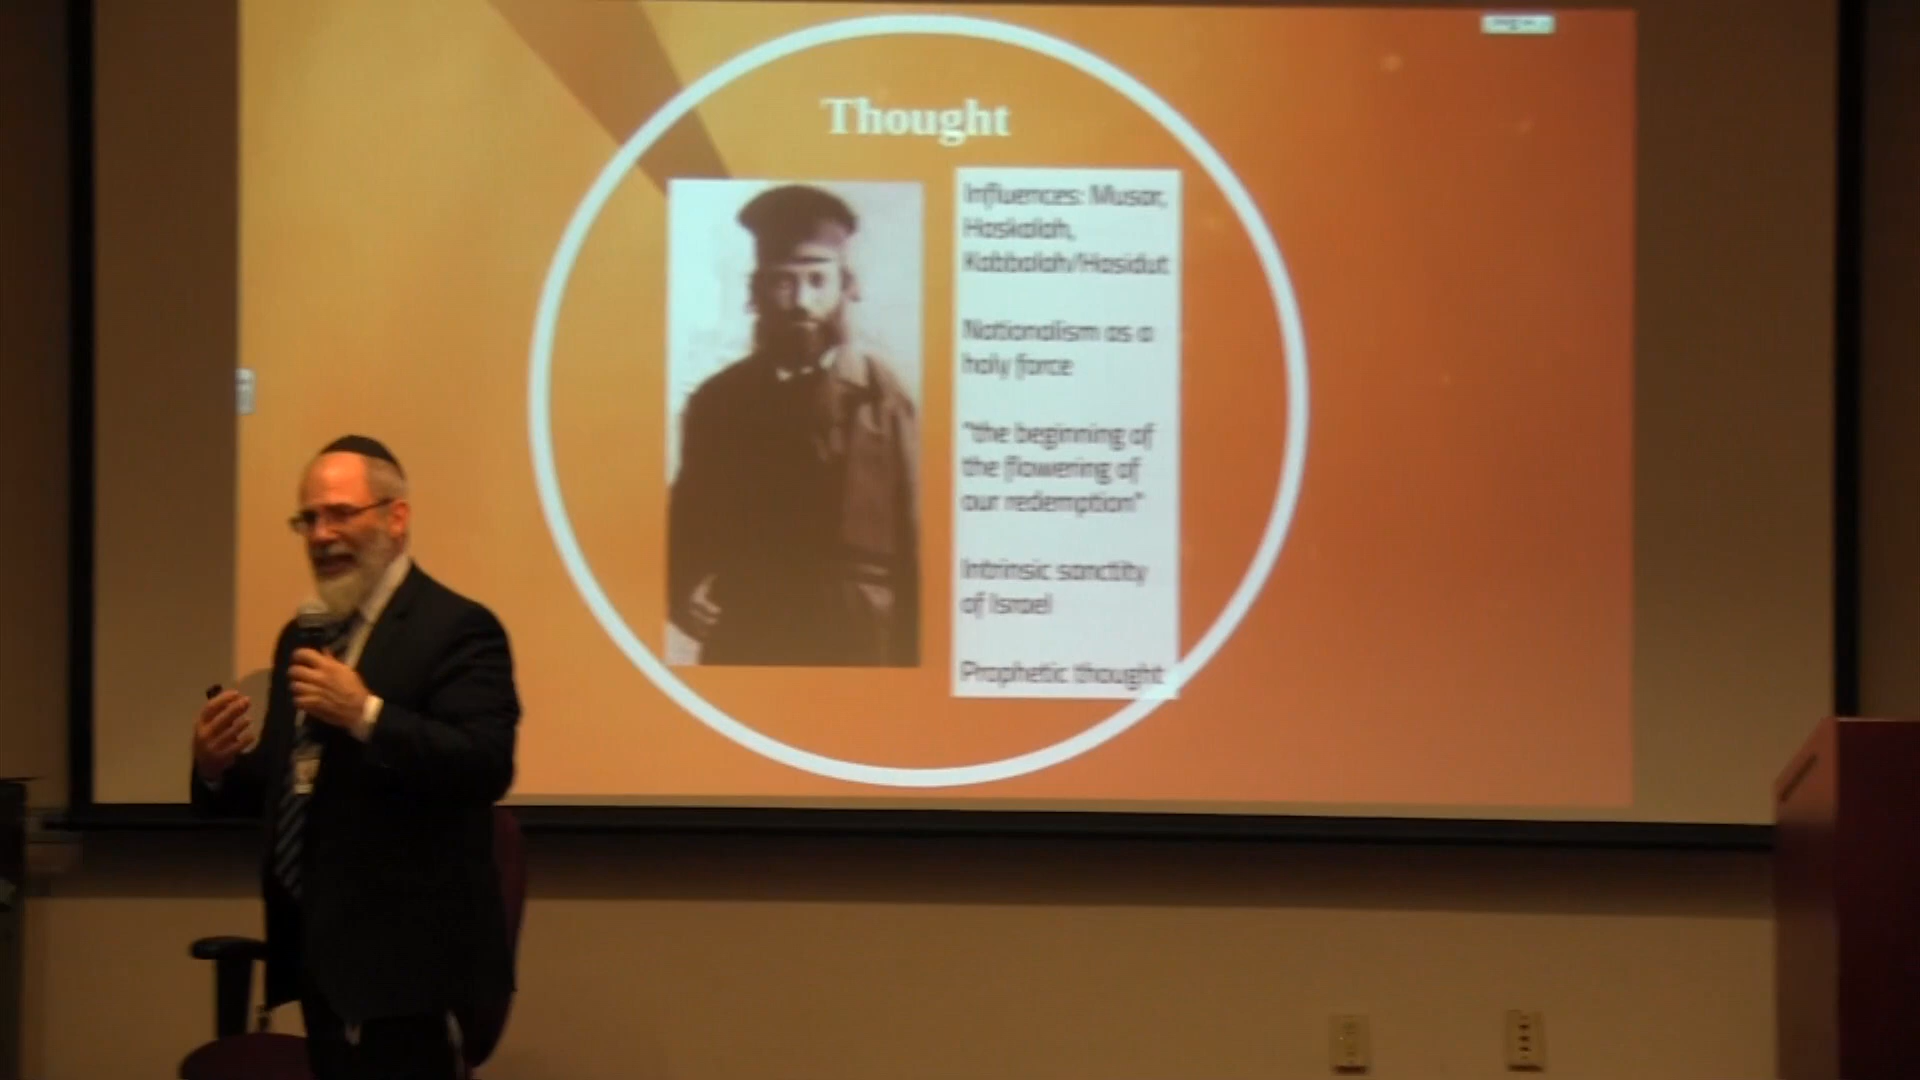 Thought
Influences: Musar,
Haskalah,
Kabbalah/Hasidut
Nationalism as a
holy force
"the beginning of
the flowering of
our redemption"
Intrinsic sanctity
of Israel
Prophetic thought